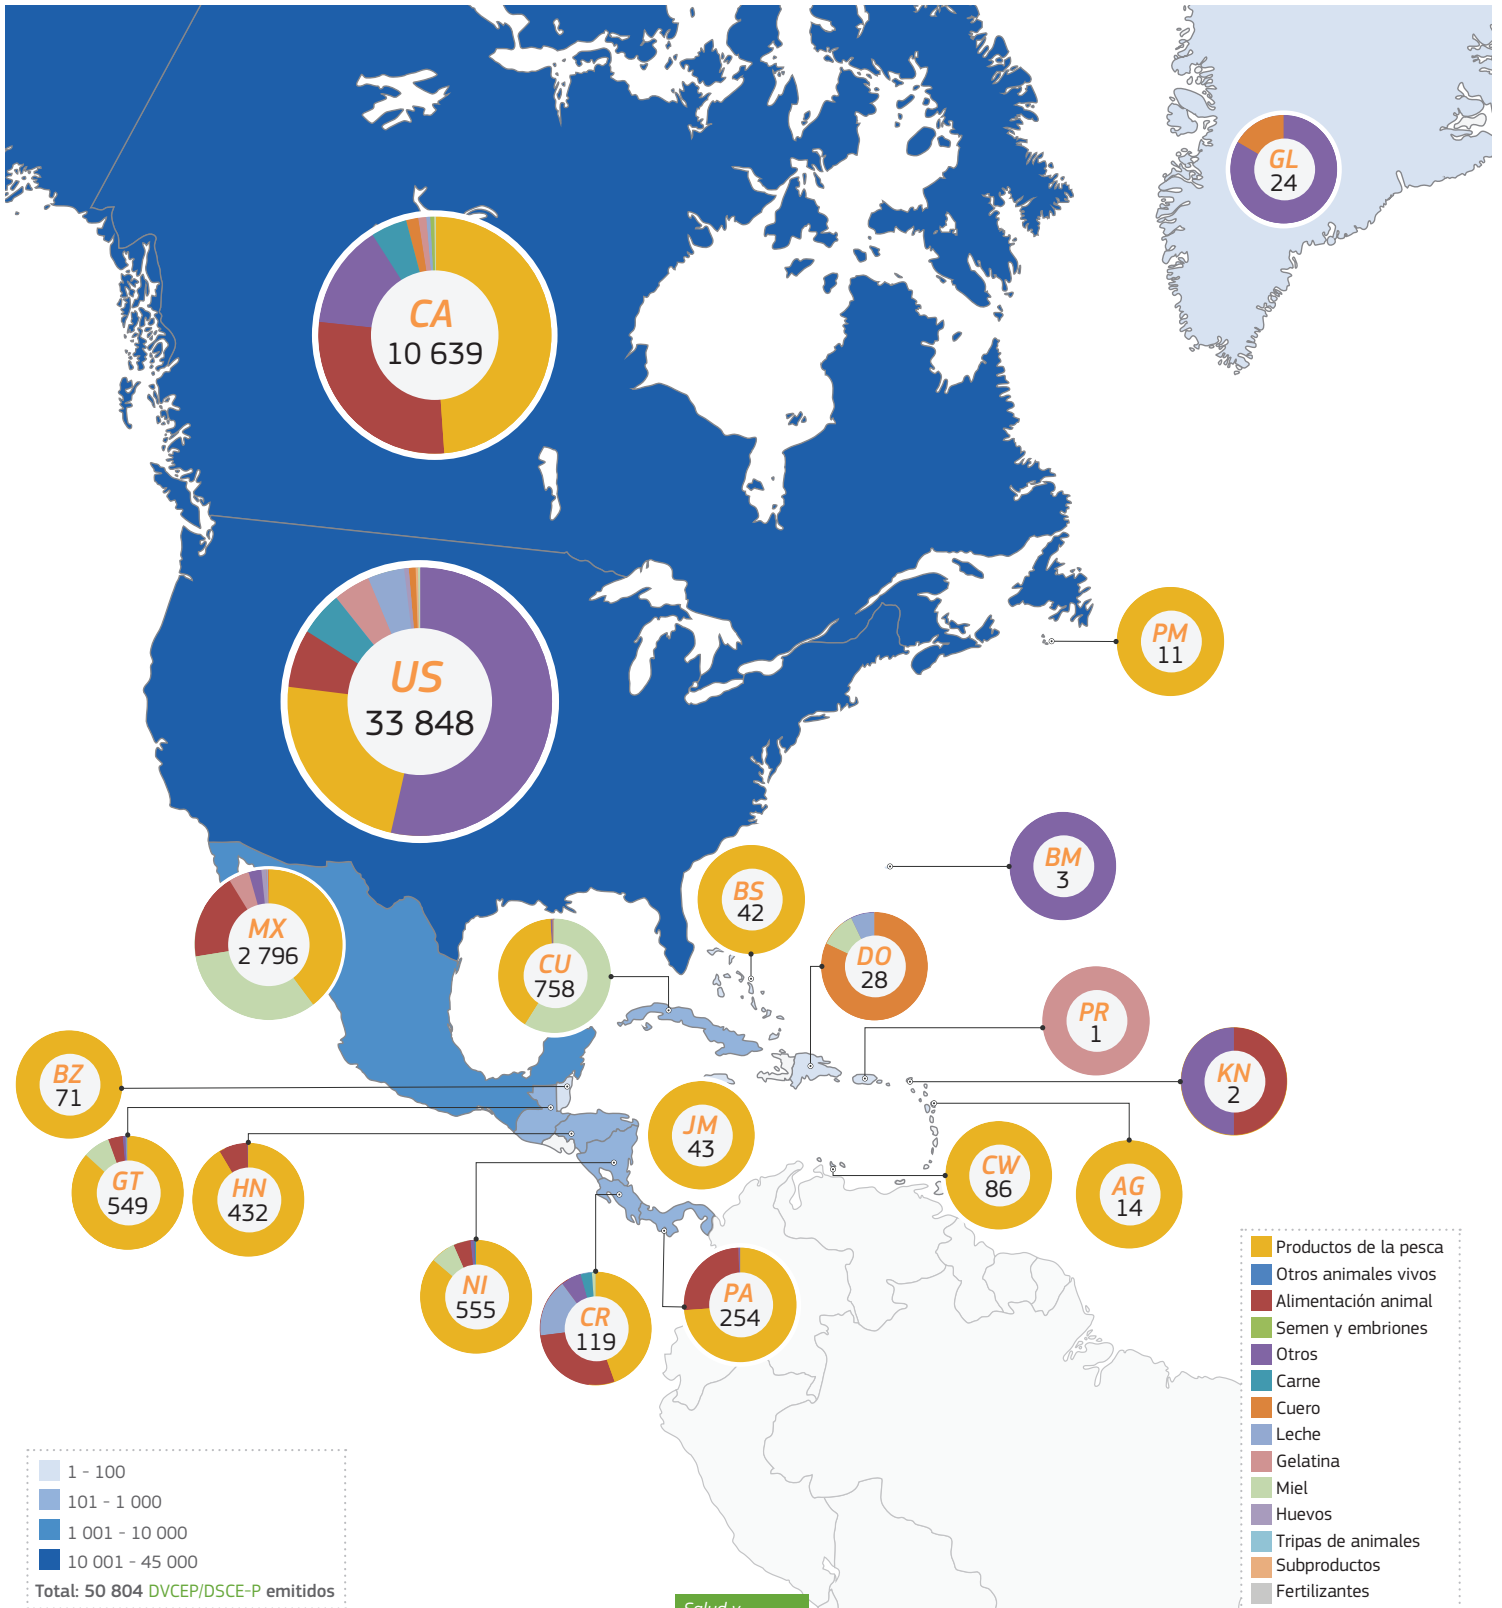 GL
24
CA
10 639
US
33 848
PM
11
BM
3
BS
42
MX
2 796
CU
758
DO
28
PR
1
BZ
71
KN
2
JM
43
GT
549
HN
432
CW
86
AG
14
NI
555
CR
119
PA
254
Productos de la pesca
Otros animales vivos
Alimentación animal
Semen y embriones
Otros
Carne
Cuero
Leche
Gelatina
Miel
Huevos
Tripas de animales
Subproductos
Fertilizantes
1 - 100
101 - 1 000
1 001 - 10 000
10 001 - 45 000
Total: 50 804 DVCEP/DSCE-P emitidos
Salud y